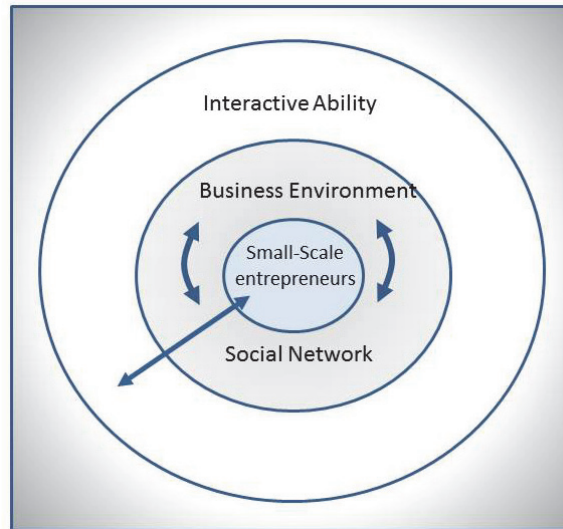 Interactive Ability
Business Environment
Small-Scale
entrepreneurs
Social Network